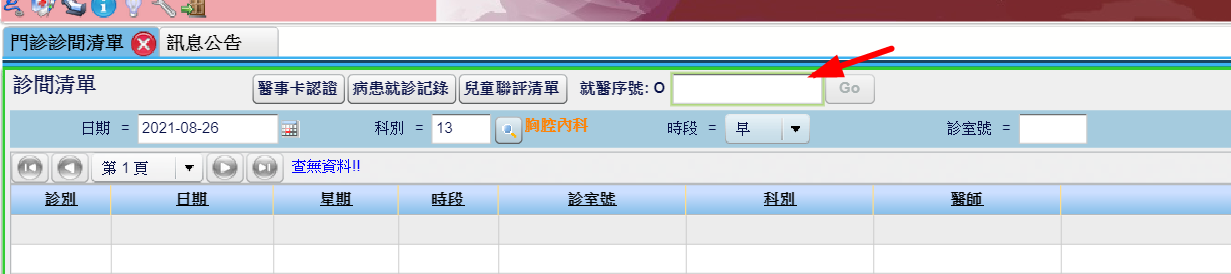 門診診間清單 訊息公告
診間清單 醫事卡認證 病患就診記錄 兒童聯評清單 就醫序號: O Go
日期 = 2021-08-26 科別 = 13 胸腔內科 時段 = 早 診室號 =
第 1 頁 查無資料!!
診別 日期 星期 時段 診室號 科別 醫師